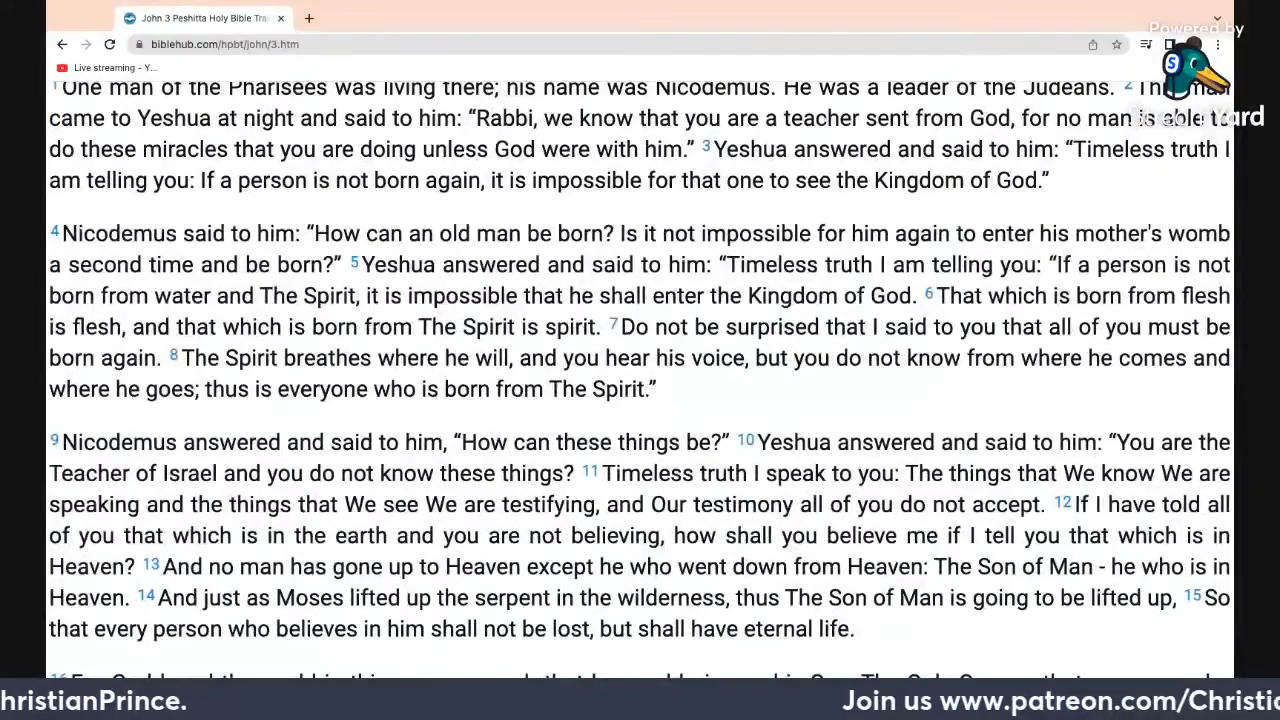 John 3 Peshitta Holy Bible Tra
Powered by
biblehub.com/hpbt/john/3.htm
Live streaming - Y...
1 One man of the Pharisees was living there; his name was Nicodemus. He was a leader of the Judeans. 2 This man
came to Yeshua at night and said to him: “Rabbi, we know that you are a teacher sent from God, for no man is able to
Yard
do these miracles that you are doing unless God were with him.” 3 Yeshua answered and said to him: “Timeless truth I
am telling you: If a person is not born again, it is impossible for that one to see the Kingdom of God.”
4 Nicodemus said to him: “How can an old man be born? Is it not impossible for him again to enter his mother's womb
a second time and be born?” 5 Yeshua answered and said to him: “Timeless truth I am telling you: “If a person is not
born from water and The Spirit, it is impossible that he shall enter the Kingdom of God. 6 That which is born from flesh
is flesh, and that which is born from The Spirit is spirit. 7 Do not be surprised that I said to you that all of you must be
born again. 8 The Spirit breathes where he will, and you hear his voice, but you do not know from where he comes and
where he goes; thus is everyone who is born from The Spirit.”
9 Nicodemus answered and said to him, “How can these things be?” 10 Yeshua answered and said to him: “You are the
Teacher of Israel and you do not know these things? 11 Timeless truth I speak to you: The things that We know We are
speaking and the things that We see We are testifying, and Our testimony all of you do not accept. 12 If I have told all
of you that which is in the earth and you are not believing, how shall you believe me if I tell you that which is in
Heaven? 13 And no man has gone up to Heaven except he who went down from Heaven: The Son of Man - he who is in
Heaven. 14 And just as Moses lifted up the serpent in the wilderness, thus The Son of Man is going to be lifted up, 15 So
that every person who believes in him shall not be lost, but shall have eternal life.
hristianPrince.
Join us www.patreon.com/Christia